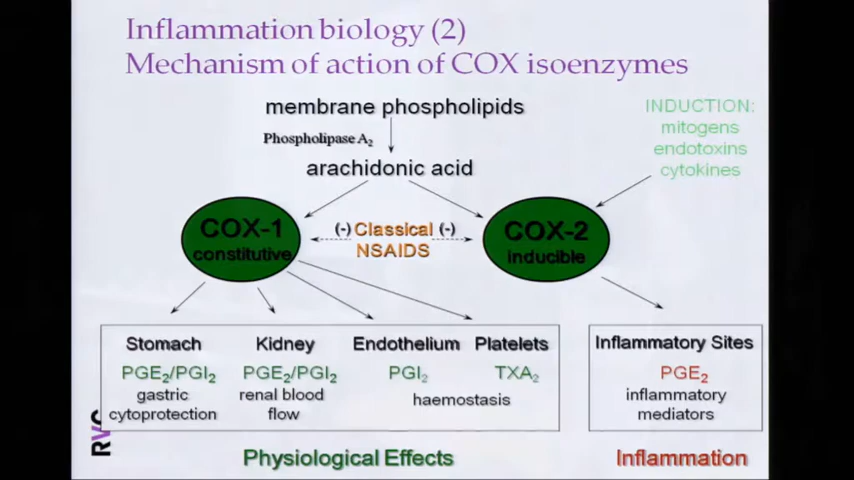 Inflammation biology (2)
Mechanism of action of COX isoenzymes
membrane phospholipids
Phospholipase A₂
arachidonic acid
INDUCTION:
mitogens
endotoxins
cytokines
COX-1
constitutive
(-) Classical (-)
NSAIDS
COX-2
inducible
Stomach
PGE₂/PGI₂
gastric
cytoprotection
Kidney
PGE₂/PGI₂
renal blood
flow
Endothelium
PGI₂
Platelets
TXA₂
haemostasis
Inflammatory Sites
PGE₂
inflammatory
mediators
RVC
Physiological Effects
Inflammation